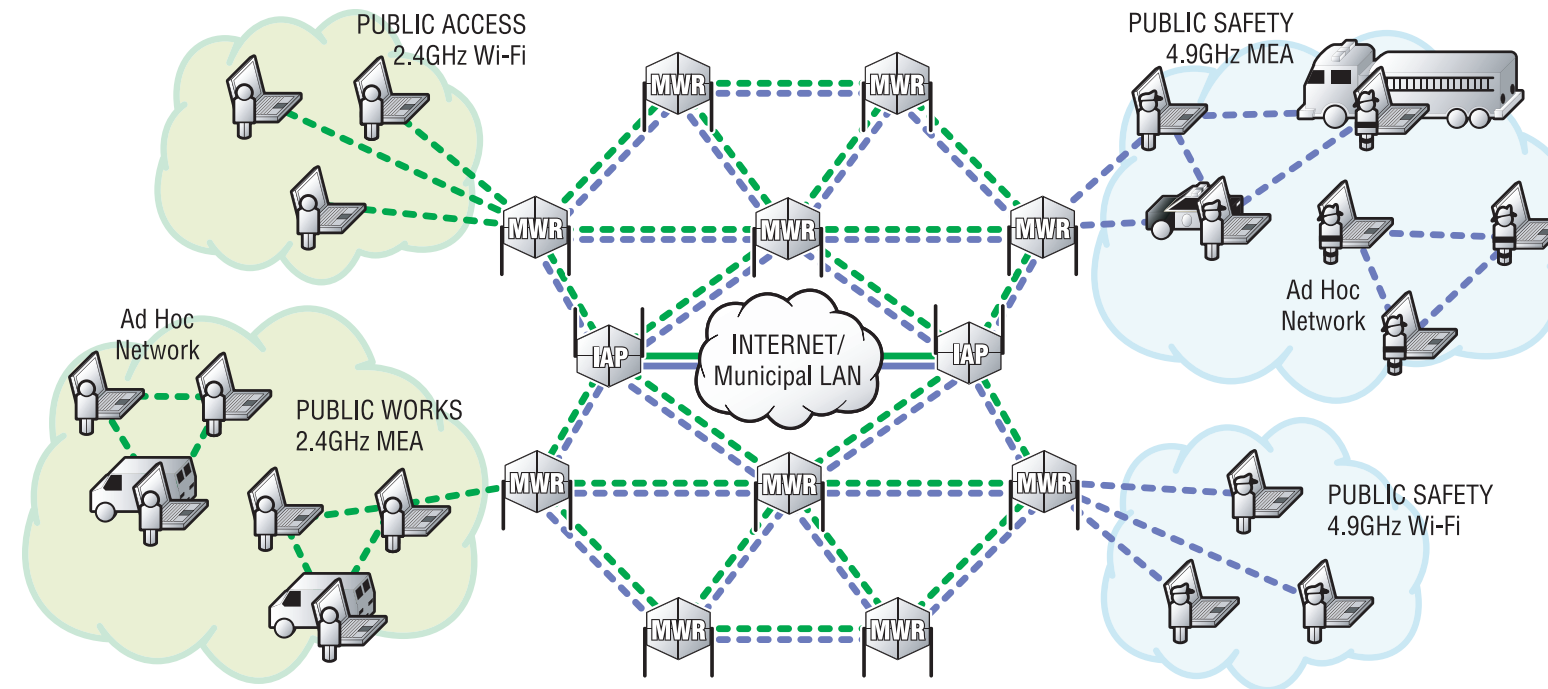 PUBLIC ACCESS
2.4GHz Wi-Fi
MWR
MWR
PUBLIC SAFETY
4.9GHz MEA
MWR
MWR
MWR
Ad Hoc
Network
Ad Hoc
Network
IAP
INTERNET/
Municipal LAN
IAP
PUBLIC WORKS
2.4GHz MEA
MWR
MWR
MWR
PUBLIC SAFETY
4.9GHz Wi-Fi
MWR
MWR